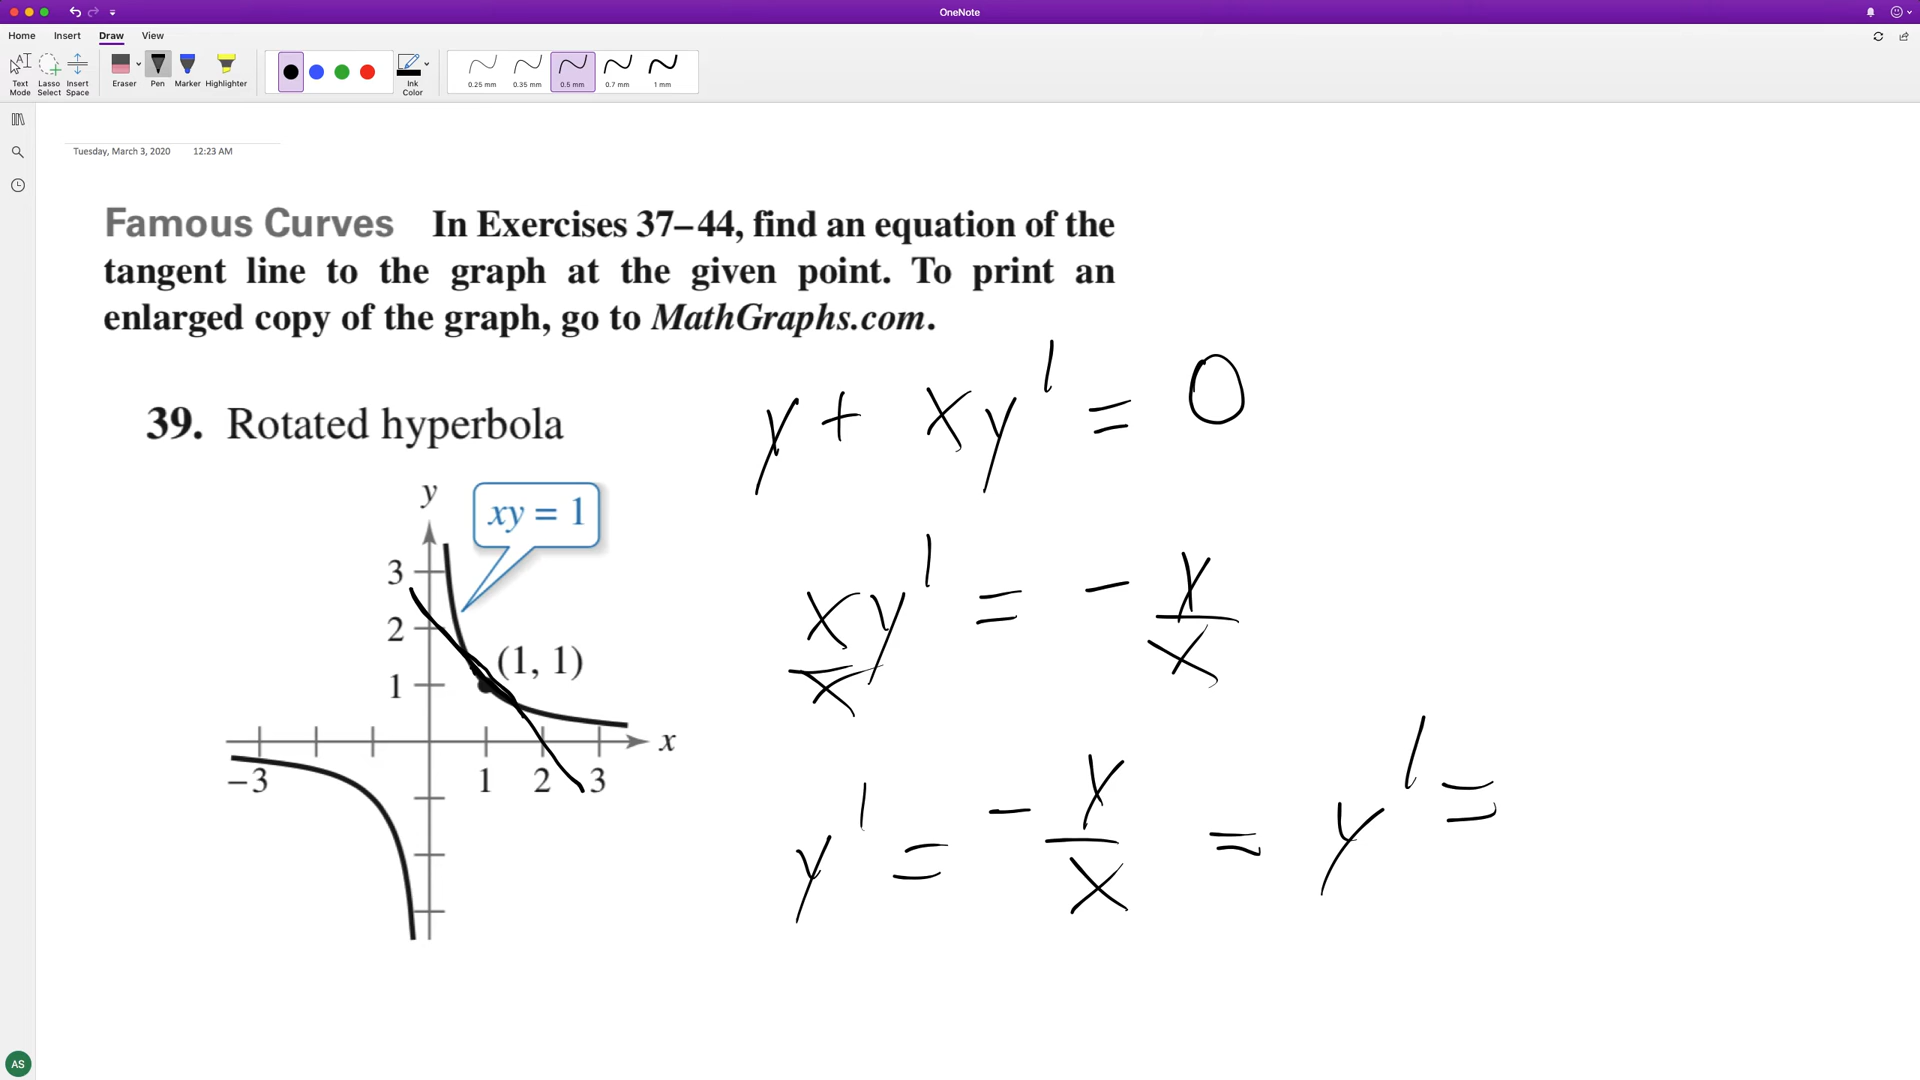 OneNote
Home Insert Draw View
Text Mode
Lasso Select
Insert Space
Eraser
Pen
Marker
Highlighter
Ink Color
0.25 mm
0.35 mm
0.5 mm
0.7 mm
1 mm
Tuesday, March 3, 2020 12:23 AM
Famous Curves In Exercises 37–44, find an equation of the
tangent line to the graph at the given point. To print an
enlarged copy of the graph, go to MathGraphs.com.
39. Rotated hyperbola
y
xy = 1
3
2
(1, 1)
1
x
−3 1 2 3
y + xy' = 0
xy'/x = - y/x
y' = - y/x = y' =
AS